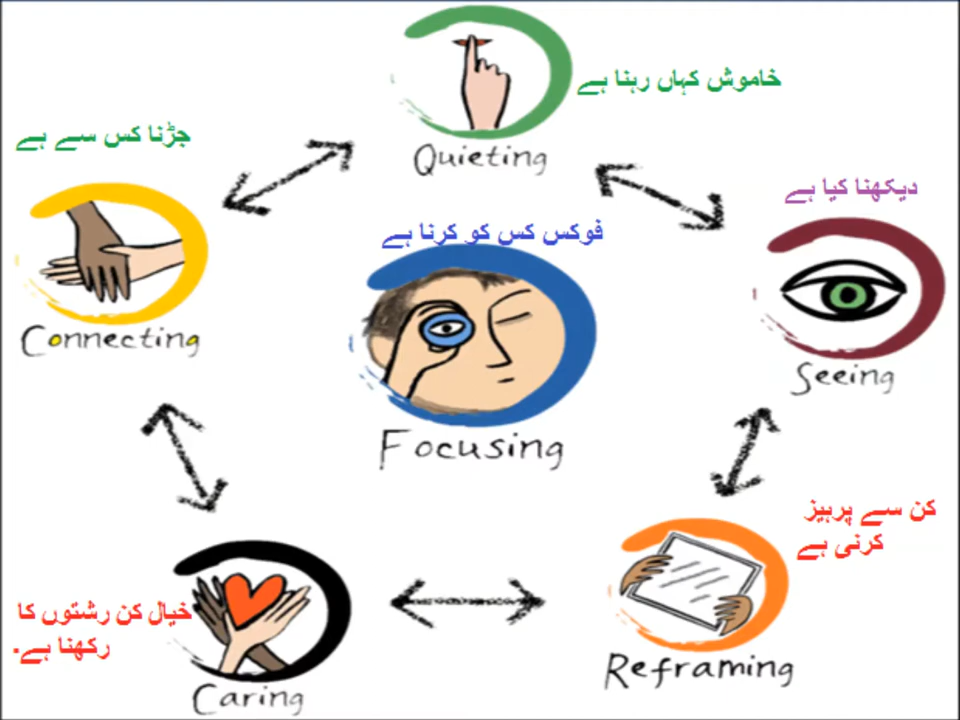 خاموش کہاں رہنا ہے
Quieting
جڑنا کس سے ہے
Connecting
دیکھنا کیا ہے
Seeing
فوکس کس کو کرنا ہے
Focusing
کن سے پرہیز
کرنی ہے
Reframing
خیال کن رشتوں کا
رکھنا ہے۔
Caring